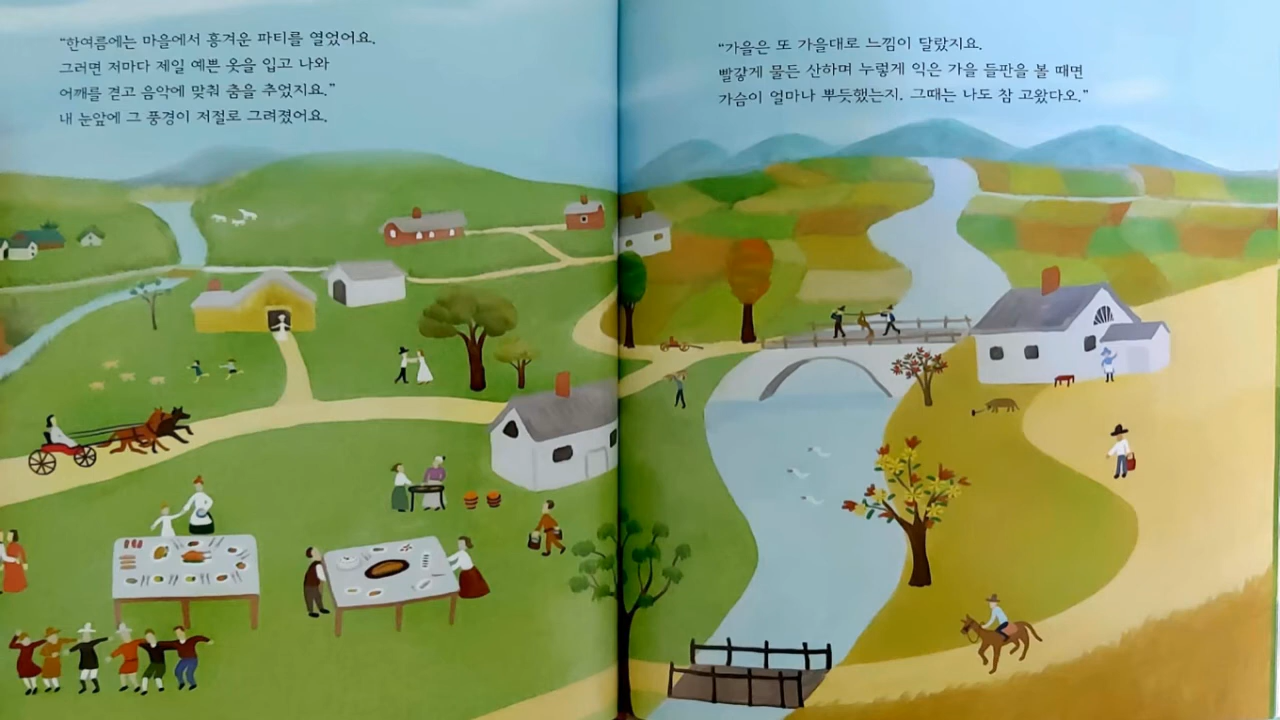 “한여름에는 마을에서 흥겨운 파티를 열었어요.
그러면 저마다 제일 예쁜 옷을 입고 나와
어깨를 겯고 음악에 맞춰 춤을 추었지요.”
내 눈앞에 그 풍경이 저절로 그려졌어요.
“가을은 또 가을대로 느낌이 달랐지요.
빨갛게 물든 산하며 누렇게 익은 가을 들판을 볼 때면
가슴이 얼마나 뿌듯했는지. 그때는 나도 참 고왔다오.”